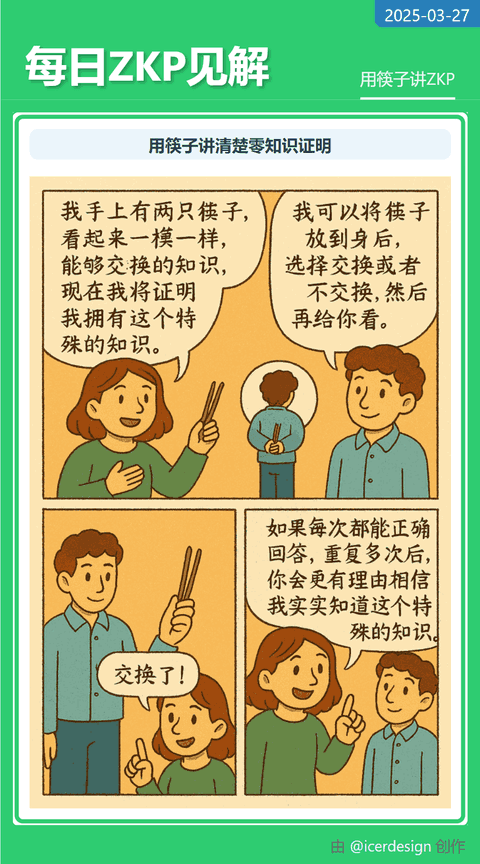 2025-03-27
每日ZKP见解
用筷子讲ZKP
用筷子讲清楚零知识证明
我手上有两只筷子，
看起来一模一样，
能够交换的知识，
现在我将证明
我拥有这个特
殊的知识。
我可以将筷子
放到身后，
选择交换或者
不交换，然后
再给你看。
交换了！
如果每次都能正确
回答，重复多次后，
你会更有理由相信
我实实知道这个特
殊的知识。
由 @icerdesign 创作